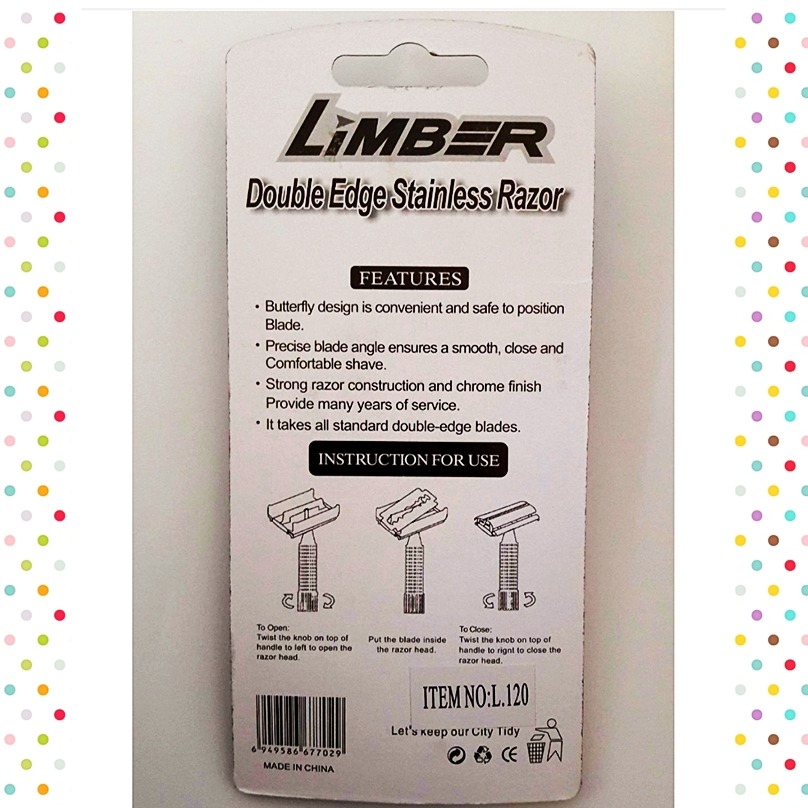 LiMBER
Double Edge Stainless Razor
FEATURES
• Butterfly design is convenient and safe to position
Blade.
• Precise blade angle ensures a smooth, close and
Comfortable shave.
• Strong razor construction and chrome finish
Provide many years of service.
• It takes all standard double-edge blades.
INSTRUCTION FOR USE
To Open:
Twist the knob on top of
handle to left to open the
razor head.
Put the blade inside
the razor head.
To Close:
Twist the knob on top of
handle to rignt to close the
razor head.
ITEM NO:L.120
Let's keep our City Tidy
6 949586 677029
MADE IN CHINA
CE